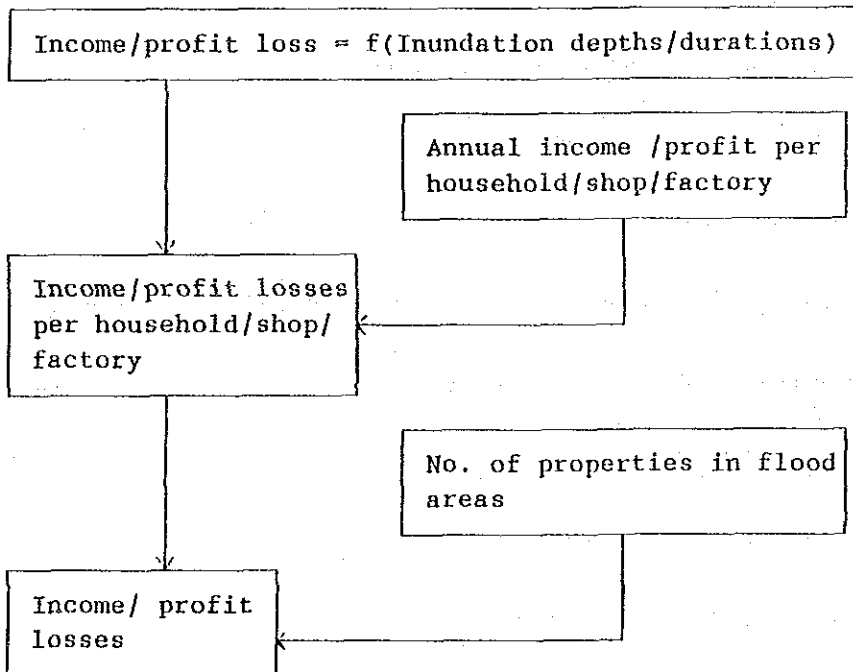 Income/profit loss = f(Inundation depths/durations)
Annual income /profit per
household/shop/factory
Income/profit losses
per household/shop/
factory
No. of properties in flood
areas
Income/ profit
losses